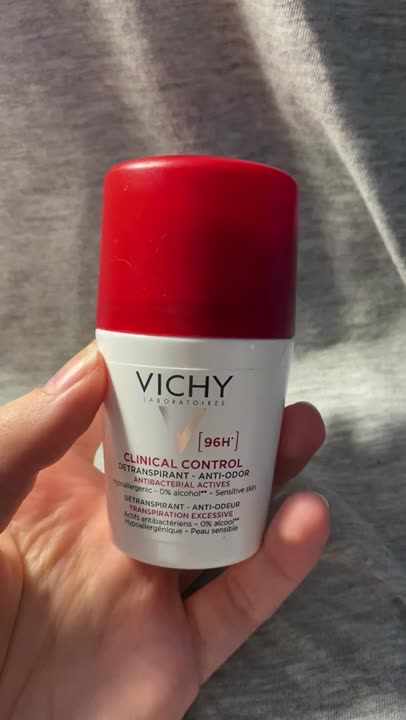 VICHY
LABORATOIRES
[96H*]
CLINICAL CONTROL
DETRANSPIRANT - ANTI-ODOR
ANTIBACTERIAL ACTIVES
Hypoallergenic - 0% alcohol** - Sensitive skin
DÉTRANSPIRANT - ANTI-ODEUR
TRANSPIRATION EXCESSIVE
Actifs antibactériens - 0% alcool**
Hypoallergénique - Peau sensible